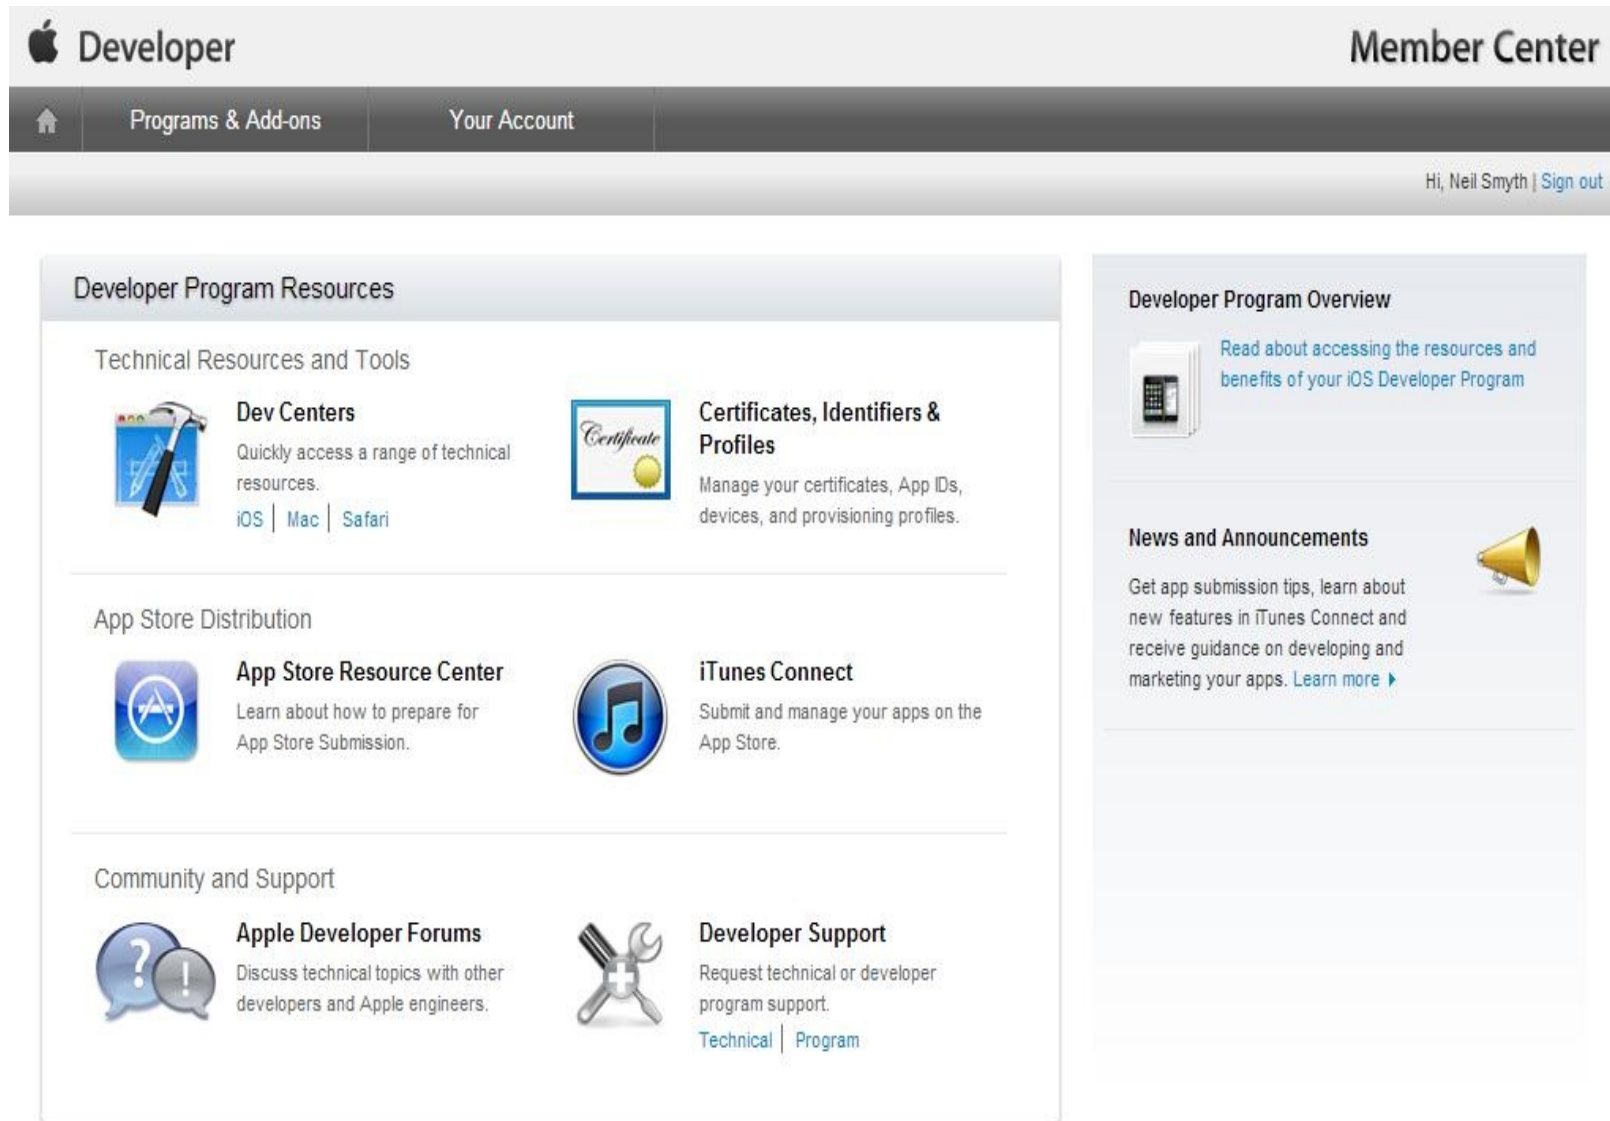 Developer
Member Center
Programs & Add-ons
Your Account
Hi, Neil Smyth | Sign out
Developer Program Resources
Technical Resources and Tools
Dev Centers
Quickly access a range of technical
resources.
iOS | Mac | Safari
Certificate
Certificates, Identifiers &
Profiles
Manage your certificates, App IDs,
devices, and provisioning profiles.
App Store Distribution
App Store Resource Center
Learn about how to prepare for
App Store Submission.
iTunes Connect
Submit and manage your apps on the
App Store.
Community and Support
Apple Developer Forums
Discuss technical topics with other
developers and Apple engineers.
Developer Support
Request technical or developer
program support.
Technical | Program
Developer Program Overview
Read about accessing the resources and
benefits of your iOS Developer Program
News and Announcements
Get app submission tips, learn about
new features in iTunes Connect and
receive guidance on developing and
marketing your apps. Learn more